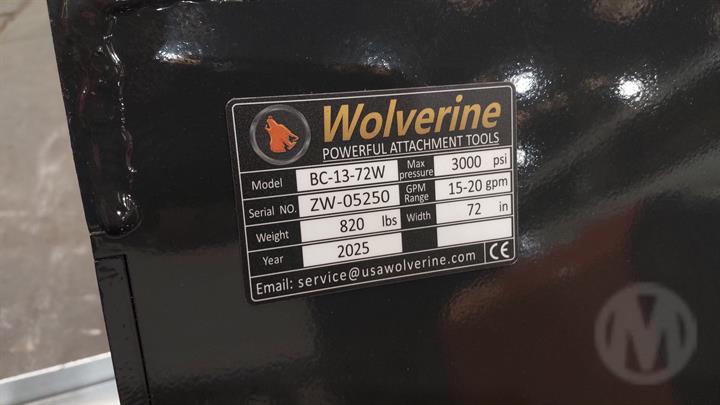 Wolverine
POWERFUL ATTACHMENT TOOLS
Model BC-13-72W Max pressure 3000 psi
Serial NO. ZW-05250 GPM Range 15-20 gpm
Weight 820 lbs Width 72 in
Year 2025
CE
Email: service@usawolverine.com
M